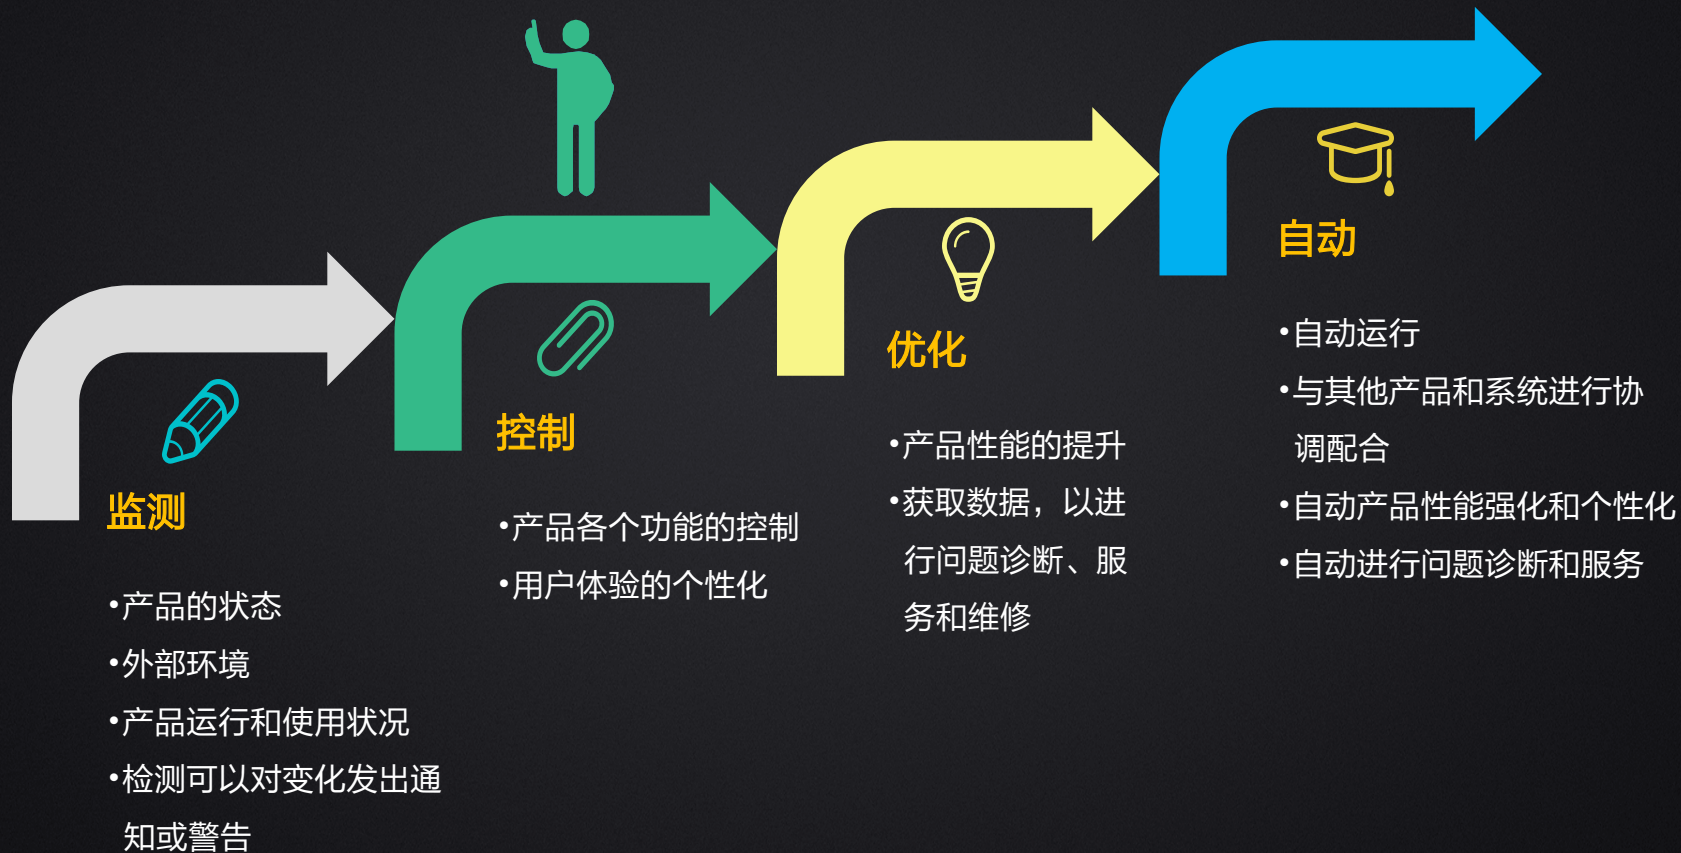 监测
•产品的状态
•外部环境
•产品运行和使用状况
•检测可以对变化发出通
知或警告
控制
•产品各个功能的控制
•用户体验的个性化
优化
•产品性能的提升
•获取数据，以进
行问题诊断、服
务和维修
自动
•自动运行
•与其他产品和系统进行协
调配合
•自动产品性能强化和个性化
•自动进行问题诊断和服务